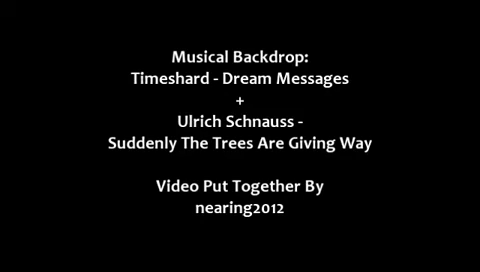 Musical Backdrop:
Timeshard - Dream Messages
+
Ulrich Schnauss -
Suddenly The Trees Are Giving Way
Video Put Together By
nearing2012